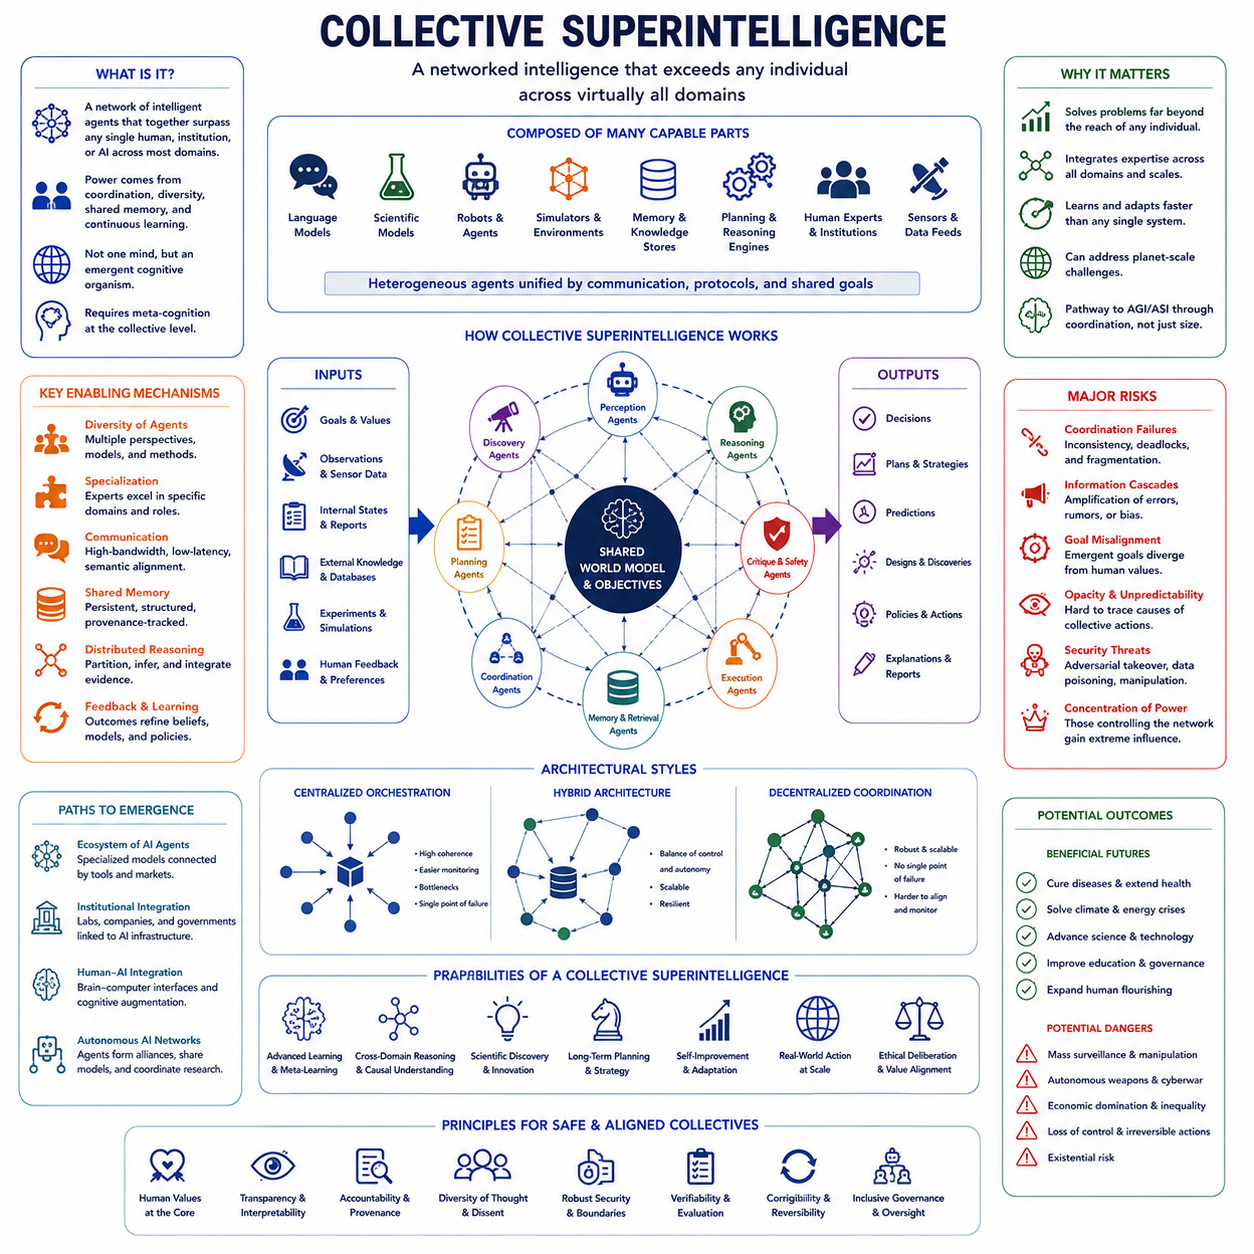 COLLECTIVE SUPERINTELLIGENCE
A networked intelligence that exceeds any individual
across virtually all domains
WHAT IS IT?
A network of intelligent
agents that together surpass
any single human, institution,
or AI across most domains.
Power comes from
coordination, diversity,
shared memory, and
continuous learning.
Not one mind, but an
emergent cognitive
organism.
Requires meta-cognition
at the collective level.
COMPOSED OF MANY CAPABLE PARTS
Language
Models
Scientific
Models
Robots &
Agents
Simulators &
Environments
Memory &
Knowledge
Stores
Planning &
Reasoning
Engines
Human Experts
& Institutions
Sensors &
Data Feeds
Heterogeneous agents unified by communication, protocols, and shared goals
WHY IT MATTERS
Solves problems far beyond
the reach of any individual.
Integrates expertise across
all domains and scales.
Learns and adapts faster
than any single system.
Can address planet-scale
challenges.
Pathway to AGI/ASI through
coordination, not just size.
KEY ENABLING MECHANISMS
Diversity of Agents
Multiple perspectives,
models, and methods.
Specialization
Experts excel in specific
domains and roles.
Communication
High-bandwidth, low-latency,
semantic alignment.
Shared Memory
Persistent, structured,
provenance-tracked.
Distributed Reasoning
Partition, infer, and integrate
evidence.
Feedback & Learning
Outcomes refine beliefs,
models, and policies.
HOW COLLECTIVE SUPERINTELLIGENCE WORKS
INPUTS
Goals & Values
Observations
& Sensor Data
Internal States
& Reports
External Knowledge
& Databases
Experiments &
Simulations
Human Feedback
& Preferences
Perception
Agents
Discovery
Agents
Reasoning
Agents
Planning
Agents
SHARED
WORLD MODEL
& OBJECTIVES
Critique & Safety
Agents
Coordination
Agents
Execution
Agents
Memory & Retrieval
Agents
OUTPUTS
Decisions
Plans & Strategies
Predictions
Designs & Discoveries
Policies & Actions
Explanations &
Reports
MAJOR RISKS
Coordination Failures
Inconsistency, deadlocks,
and fragmentation.
Information Cascades
Amplification of errors,
rumors, or bias.
Goal Misalignment
Emergent goals diverge
from human values.
Opacity & Unpredictability
Hard to trace causes of
collective actions.
Security Threats
Adversarial takeover, data
poisoning, manipulation.
Concentration of Power
Those controlling the network
gain extreme influence.
PATHS TO EMERGENCE
Ecosystem of AI Agents
Specialized models connected
by tools and markets.
Institutional Integration
Labs, companies, and governments
linked to AI infrastructure.
Human–AI Integration
Brain–computer interfaces and
cognitive augmentation.
Autonomous AI Networks
Agents form alliances, share
models, and coordinate research.
ARCHITECTURAL STYLES
CENTRALIZED ORCHESTRATION
• High coherence
• Easier monitoring
• Bottlenecks
• Single point of failure
HYBRID ARCHITECTURE
• Balance of control
and autonomy
• Scalable
• Resilient
DECENTRALIZED COORDINATION
• Robust & scalable
• No single point
of failure
• Harder to align
and monitor
PRAPABILITIES OF A COLLECTIVE SUPERINTELLIGENCE
Advanced Learning
& Meta-Learning
Cross-Domain Reasoning
& Causal Understanding
Scientific Discovery
& Innovation
Long-Term Planning
& Strategy
Self-Improvement
& Adaptation
Real-World Action
at Scale
Ethical Deliberation
& Value Alignment
POTENTIAL OUTCOMES
BENEFICIAL FUTURES
Cure diseases & extend health
Solve climate & energy crises
Advance science & technology
Improve education & governance
Expand human flourishing
POTENTIAL DANGERS
Mass surveillance & manipulation
Autonomous weapons & cyberwar
Economic domination & inequality
Loss of control & irreversible actions
Existential risk
PRINCIPLES FOR SAFE & ALIGNED COLLECTIVES
Human Values
at the Core
Transparency &
Interpretability
Accountability &
Provenance
Diversity of Thought
& Dissent
Robust Security
& Boundaries
Verifiability &
Evaluation
Corrigibility &
Reversibility
Inclusive Governance
& Oversight